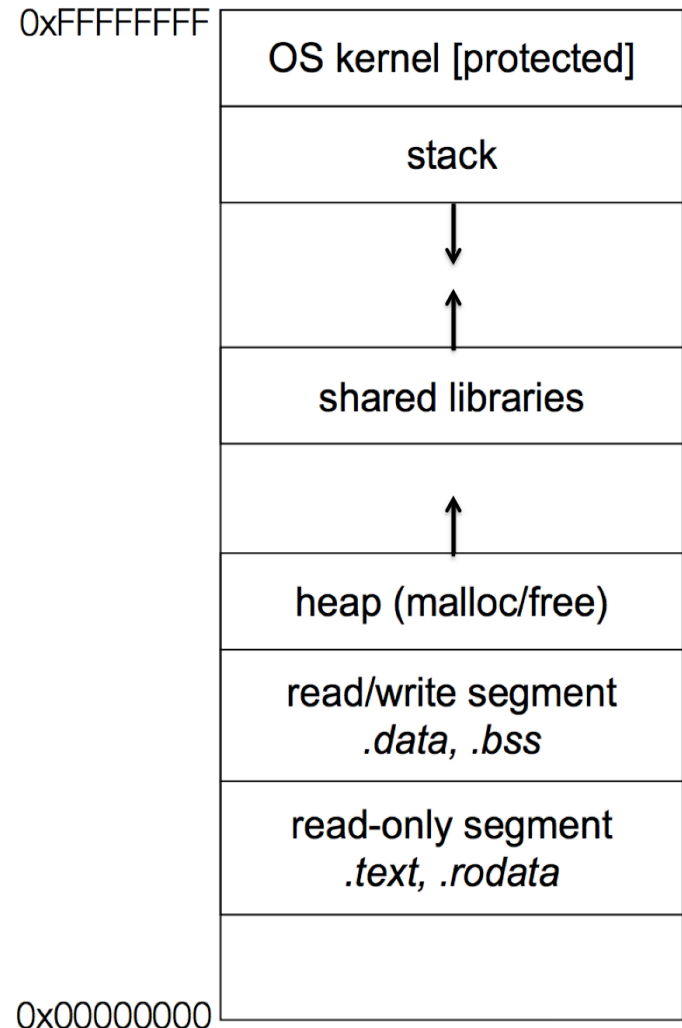 0xFFFFFFFF
OS kernel [protected]
stack
shared libraries
heap (malloc/free)
read/write segment
.data, .bss
read-only segment
.text, .rodata
0x00000000